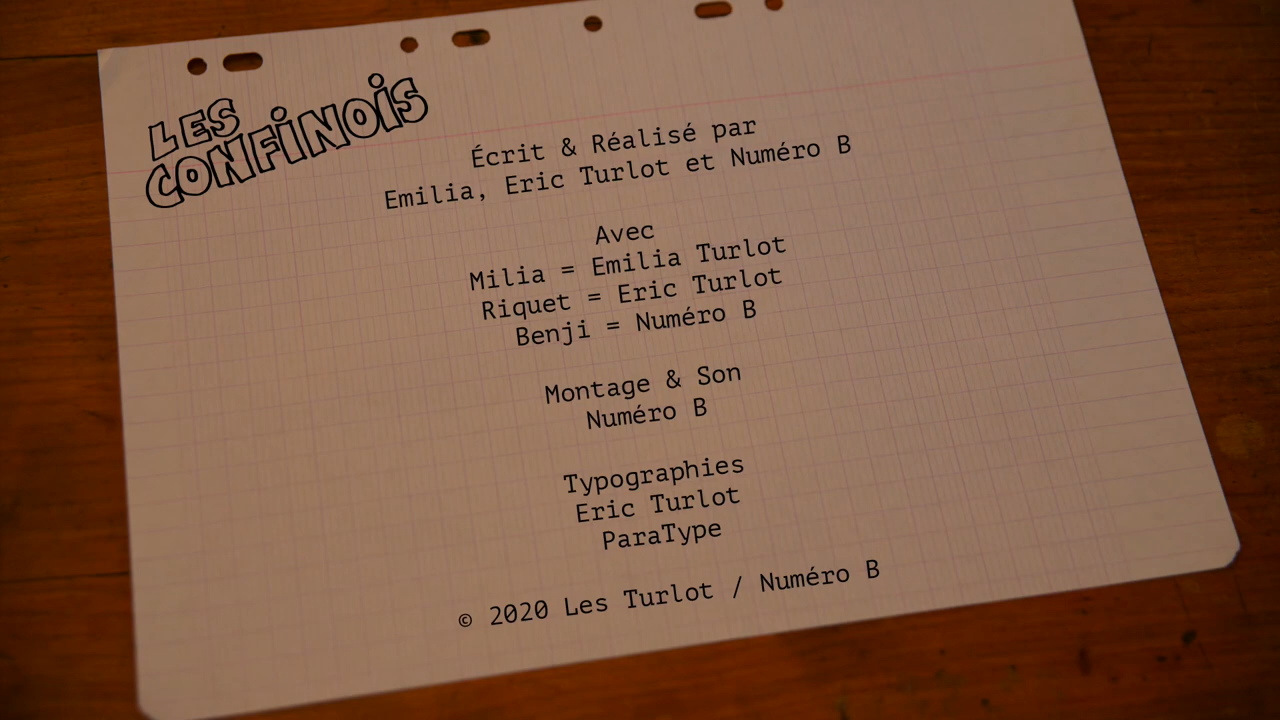 LES
CONFINOIS
Écrit & Réalisé par
Emilia, Eric Turlot et Numéro B
Avec
Milia = Emilia Turlot
Riquet = Eric Turlot
Benji = Numéro B
Montage & Son
Numéro B
Typographies
Eric Turlot
ParaType
© 2020 Les Turlot / Numéro B